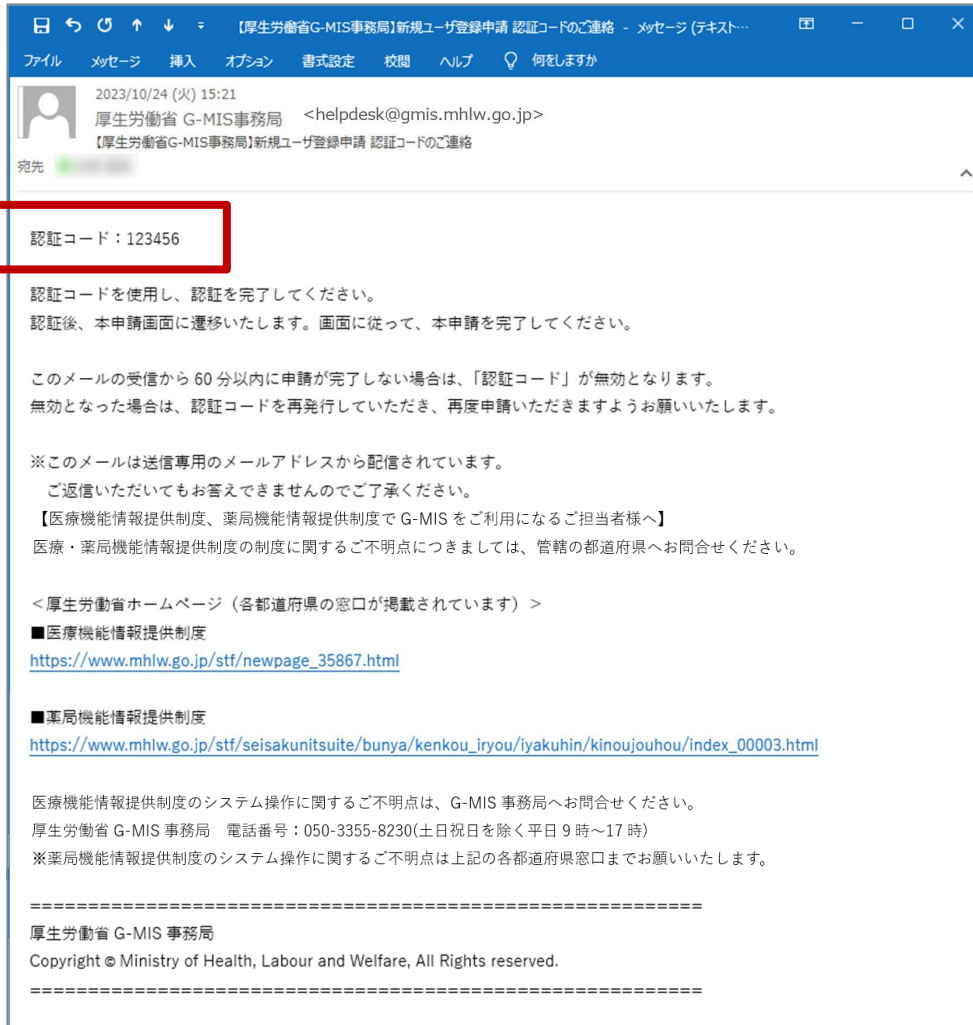 【厚生労働省G-MIS事務局】新規ユーザ登録申請 認証コードのご連絡 - メッセージ (テキスト…
ファイル メッセージ 挿入 オプション 書式設定 校閲 ヘルプ 何をしますか
2023/10/24 (火) 15:21
厚生労働省 G-MIS事務局 <helpdesk@gmis.mhlw.go.jp>
【厚生労働省G-MIS事務局】新規ユーザ登録申請 認証コードのご連絡
宛先
認証コード：123456
認証コードを使用し、認証を完了してください。
認証後、本申請画面に遷移いたします。画面に従って、本申請を完了してください。
このメールの受信から 60 分以内に申請が完了しない場合は、「認証コード」が無効となります。
無効となった場合は、認証コードを再発行していただき、再度申請いただきますようお願いいたします。
※このメールは送信専用のメールアドレスから配信されています。
ご返信いただいてもお答えできませんのでご了承ください。
【医療機能情報提供制度、薬局機能情報提供制度で G-MIS をご利用になるご担当者様へ】
医療・薬局機能情報提供制度の制度に関するご不明点につきましては、管轄の都道府県へお問合せください。
＜厚生労働省ホームページ（各都道府県の窓口が掲載されています）＞
■医療機能情報提供制度
https://www.mhlw.go.jp/stf/newpage_35867.html
■薬局機能情報提供制度
https://www.mhlw.go.jp/stf/seisakunitsuite/bunya/kenkou_iryou/iyakuhin/kinoujouhou/index_00003.html
医療機能情報提供制度のシステム操作に関するご不明点は、G-MIS 事務局へお問合せください。
厚生労働省 G-MIS 事務局 電話番号：050-3355-8230(土日祝日を除く平日 9 時～17 時)
※薬局機能情報提供制度のシステム操作に関するご不明点は上記の各都道府県窓口までお願いいたします。
==========================================================
厚生労働省 G-MIS 事務局
Copyright © Ministry of Health, Labour and Welfare, All Rights reserved.
==========================================================